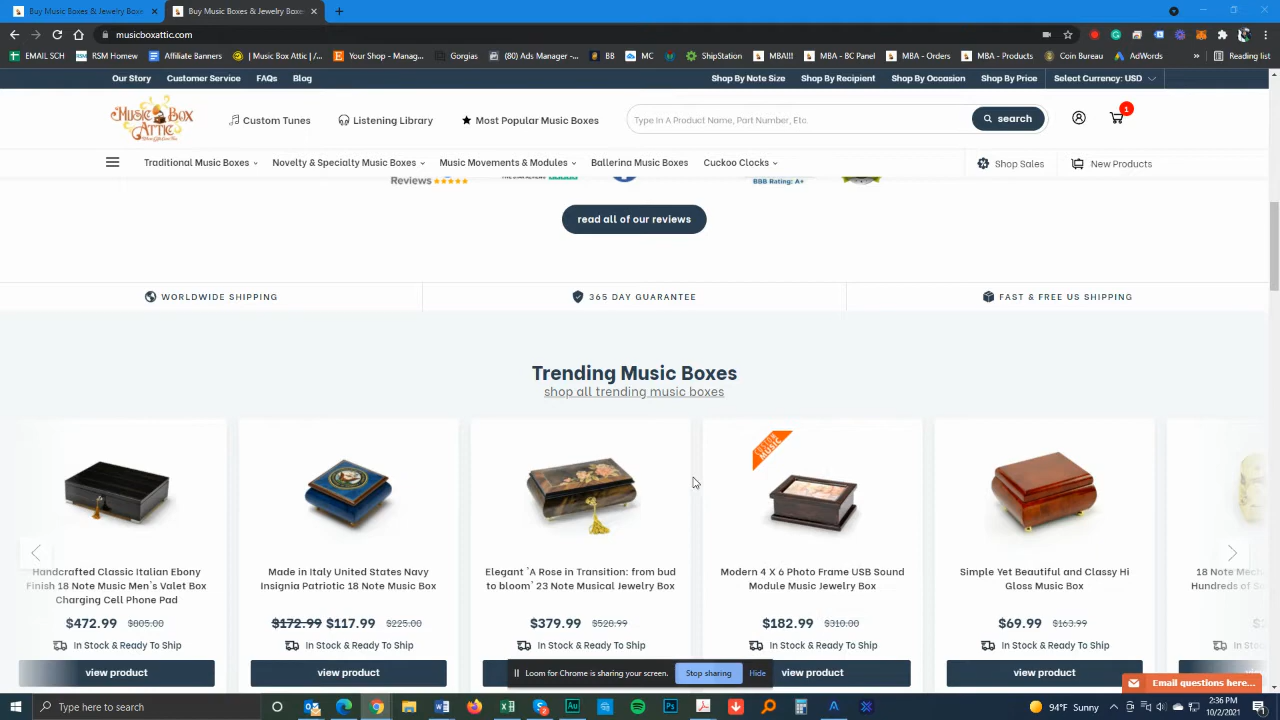 Buy Music Boxes & Jewelry Boxe
Buy Music Boxes & Jewelry Boxe
musicboxattic.com
EMAIL SCH
RSM Homew
Affiliate Banners
| Music Box Attic | /...
Your Shop - Manag...
Gorgias
(80) Ads Manager ...
BB
MC
ShipStation
MBA!!!
MBA - BC Panel
MBA - Orders
MBA - Products
Coin Bureau
AdWords
»
Reading list
Our Story
Customer Service
FAQs
Blog
Shop By Note Size
Shop By Recipient
Shop By Occasion
Shop By Price
Select Currency: USD
MUSIC BOX ATTIC
Custom Tunes
Listening Library
Most Popular Music Boxes
Type In A Product Name, Part Number, Etc.
search
1
Traditional Music Boxes
Novelty & Specialty Music Boxes
Music Movements & Modules
Ballerina Music Boxes
Cuckoo Clocks
Shop Sales
New Products
Reviews
BBB Rating: A+
read all of our reviews
WORLDWIDE SHIPPING
365 DAY GUARANTEE
FAST & FREE US SHIPPING
Trending Music Boxes
shop all trending music boxes
Handcrafted Classic Italian Ebony
Finish 18 Note Music Men's Valet Box
Charging Cell Phone Pad
$472.99 $805.00
In Stock & Ready To Ship
view product
Made in Italy United States Navy
Insignia Patriotic 18 Note Music Box
$172.99 $117.99 $225.00
In Stock & Ready To Ship
view product
Elegant 'A Rose in Transition: from bud
to bloom' 23 Note Musical Jewelry Box
$379.99 $528.99
In Stock & Ready To Ship
CUSTOM MUSIC
Modern 4 X 6 Photo Frame USB Sound
Module Music Jewelry Box
$182.99 $310.00
In Stock & Ready To Ship
view product
Simple Yet Beautiful and Classy Hi
Gloss Music Box
$69.99 $163.99
In Stock & Ready To Ship
view product
18 Note Mech
Hundreds of S
$2
In Stock
Loom for Chrome is sharing your screen.
Stop sharing
Hide
Email questions here...
Type here to search
94°F Sunny
2:36 PM
10/2/2021